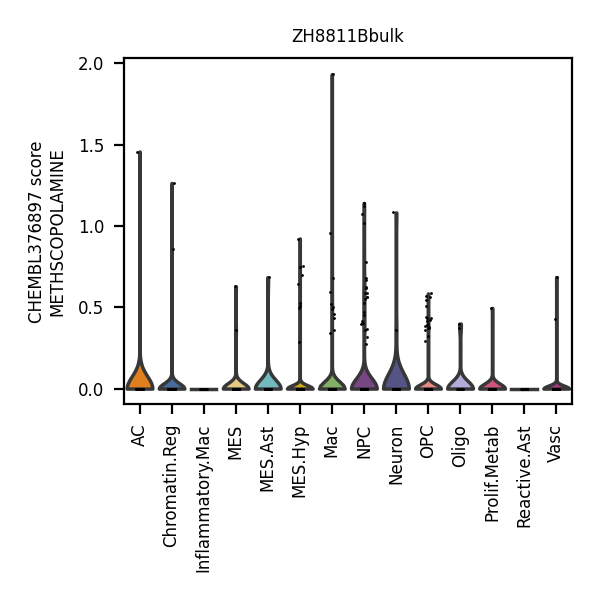 ZH8811Bbulk
CHEMBL376897 score
METHSCOPOLAMINE
2.0
1.5
1.0
0.5
0.0
AC
Chromatin.Reg
Inflammatory.Mac
MES
MES.Ast
MES.Hyp
Mac
NPC
Neuron
OPC
Oligo
Prolif.Metab
Reactive.Ast
Vasc